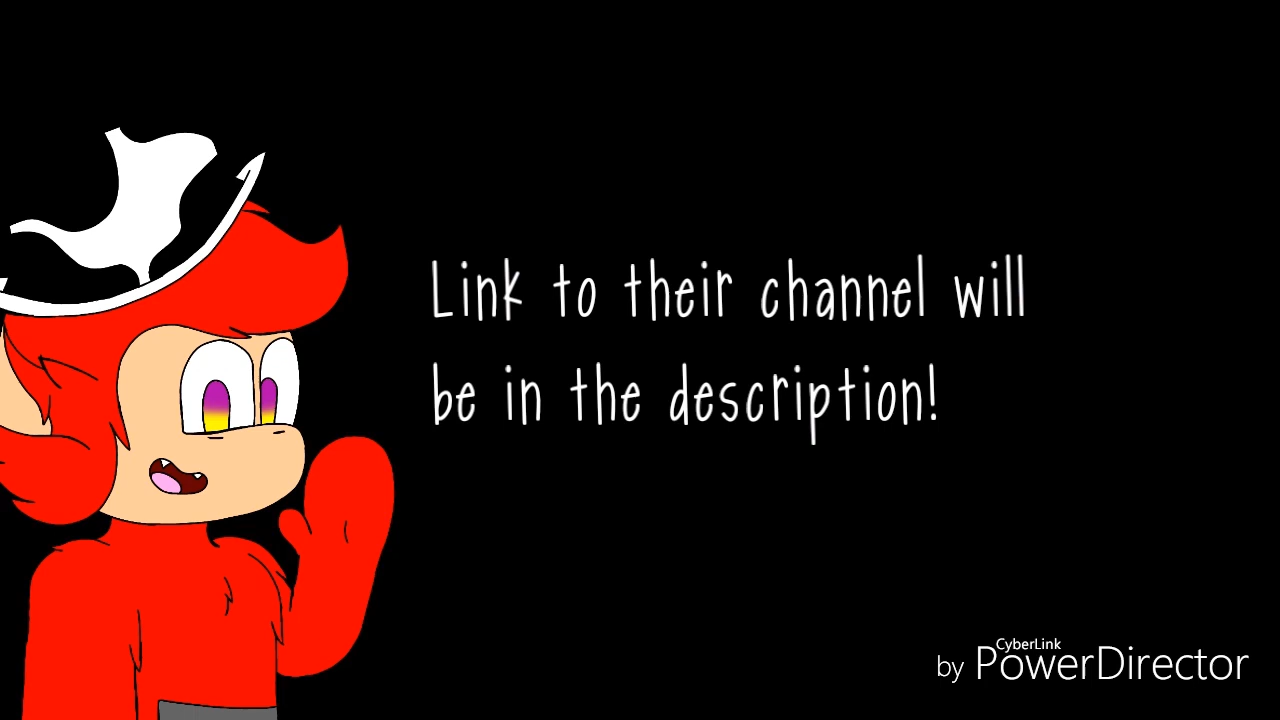 Link to their channel will
be in the description!
CyberLink
by PowerDirector